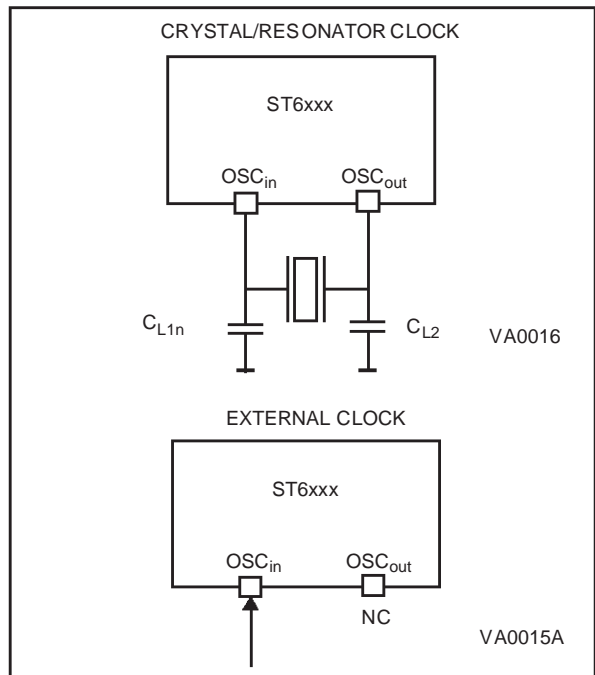 CRYSTAL/RESONATOR CLOCK
ST6xxx
OSCin OSCout
CL1n CL2 VA0016
EXTERNAL CLOCK
ST6xxx
OSCin OSCout
NC
VA0015A